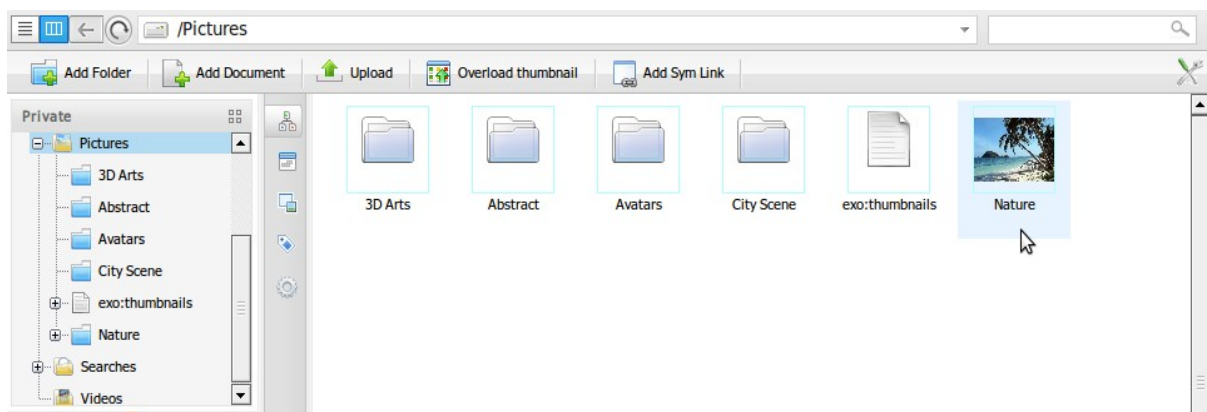 /Pictures
Add Folder Add Document Upload Overload thumbnail Add Sym Link
Private
Pictures
3D Arts
Abstract
Avatars
City Scene
exo:thumbnails
Nature
Searches
Videos
3D Arts Abstract Avatars City Scene exo:thumbnails Nature